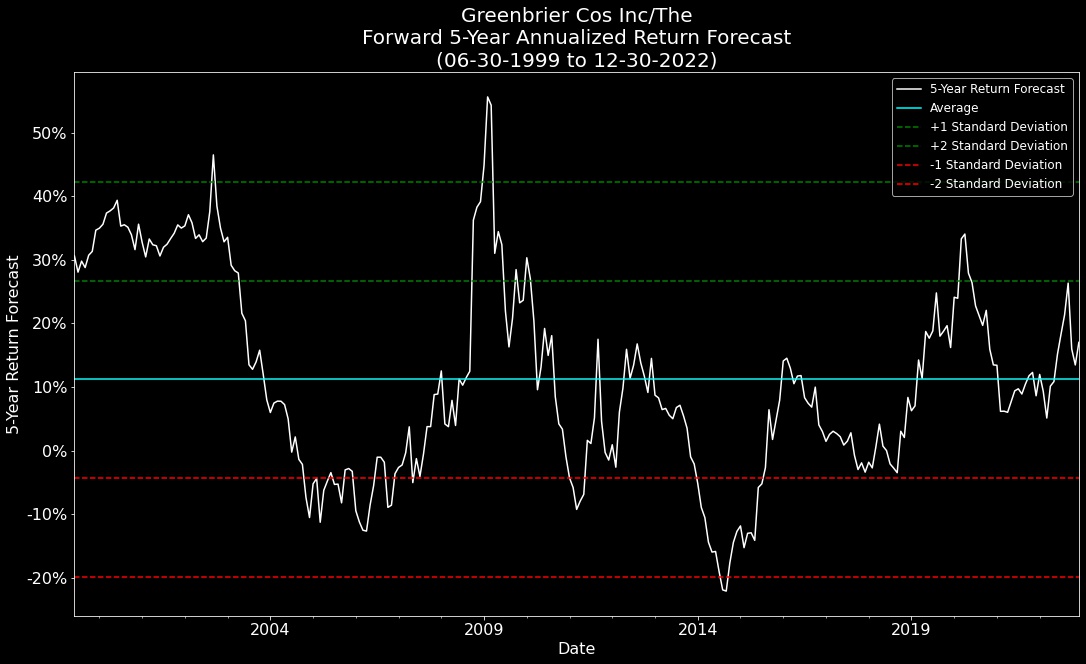 Greenbrier Cos Inc/The
Forward 5-Year Annualized Return Forecast
(06-30-1999 to 12-30-2022)
5-Year Return Forecast
Average
+1 Standard Deviation
+2 Standard Deviation
-1 Standard Deviation
-2 Standard Deviation
50%
40%
30%
20%
10%
0%
-10%
-20%
5-Year Return Forecast
2004
2009
2014
2019
Date